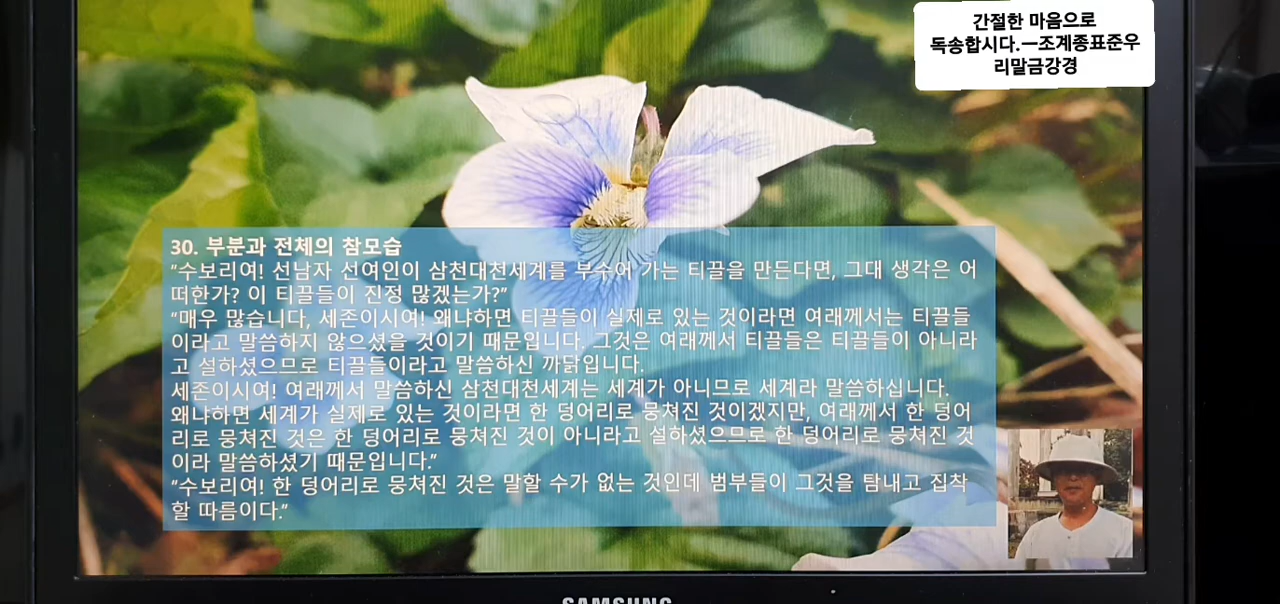 간절한 마음으로
독송합시다.—조계종표준우
리말금강경
30. 부분과 전체의 참모습
"수보리여! 선남자 선여인이 삼천대천세계를 부수어 가는 티끌을 만든다면, 그대 생각은 어
떠한가? 이 티끌들이 진정 많겠는가?"
"매우 많습니다, 세존이시여! 왜냐하면 티끌들이 실제로 있는 것이라면 여래께서는 티끌들
이라고 말씀하지 않으셨을 것이기 때문입니다. 그것은 여래께서 티끌들은 티끌들이 아니라
고 설하셨으므로 티끌들이라고 말씀하신 까닭입니다.
세존이시여! 여래께서 말씀하신 삼천대천세계는 세계가 아니므로 세계라 말씀하십니다.
왜냐하면 세계가 실제로 있는 것이라면 한 덩어리로 뭉쳐진 것이겠지만, 여래께서 한 덩어
리로 뭉쳐진 것은 한 덩어리로 뭉쳐진 것이 아니라고 설하셨으므로 한 덩어리로 뭉쳐진 것
이라 말씀하셨기 때문입니다."
"수보리여! 한 덩어리로 뭉쳐진 것은 말할 수가 없는 것인데 범부들이 그것을 탐내고 집착
할 따름이다."
SAMSUNG